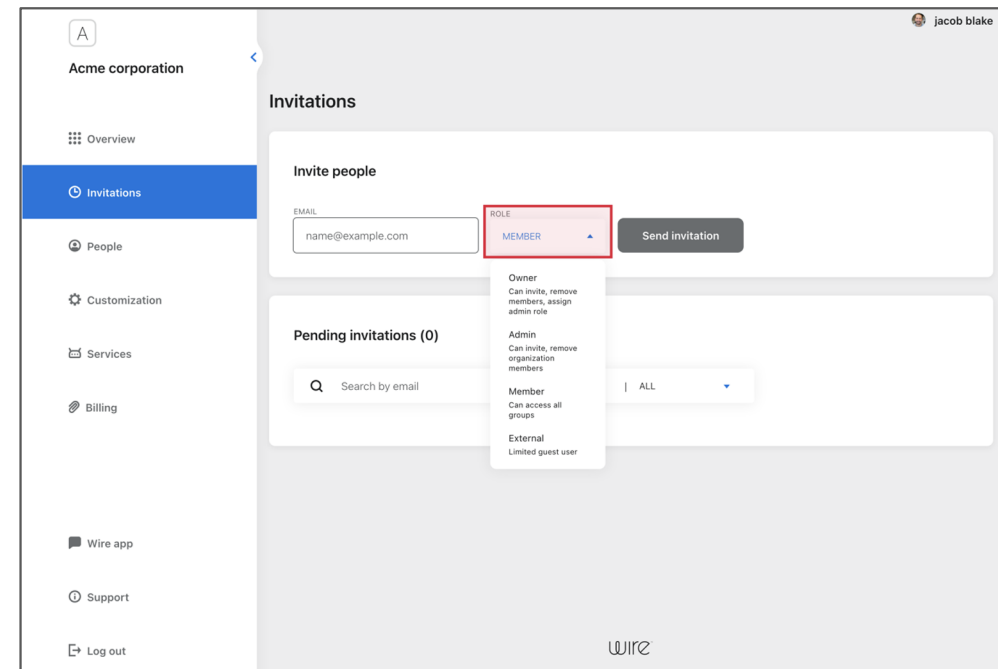 A
jacob blake
Acme corporation
Invitations
Overview
Invite people
Invitations
EMAIL
ROLE
name@example.com
MEMBER
Send invitation
People
Owner
Can invite, remove
members, assign
admin role
Customization
Pending invitations (0)
Admin
Can invite, remove
organization
members
Services
Search by email
| ALL
Member
Can access all
groups
Billing
External
Limited guest user
Wire app
Support
Log out
wire